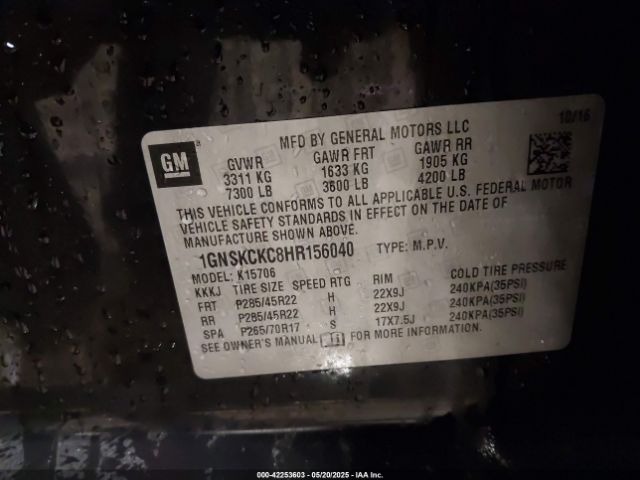 GM
MFD BY GENERAL MOTORS LLC
10/16
GVWR GAWR FRT GAWR RR
3311 KG 1633 KG 1905 KG
7300 LB 3600 LB 4200 LB
THIS VEHICLE CONFORMS TO ALL APPLICABLE U.S. FEDERAL MOTOR
VEHICLE SAFETY STANDARDS IN EFFECT ON THE DATE OF
MANUFACTURE SHOWN ABOVE.
1GNSKCKC8HR156040 TYPE: M.P.V.
MODEL: K15706
KKKJ TIRE SIZE SPEED RTG RIM COLD TIRE PRESSURE
FRT P285/45R22 H 22X9J 240KPA(35PSI)
RR P285/45R22 H 22X9J 240KPA(35PSI)
SPA P265/70R17 S 17X7.5J 240KPA(35PSI)
SEE OWNER'S MANUAL FOR MORE INFORMATION.
000-42253603 — 05/20/2025 — IAA Inc.